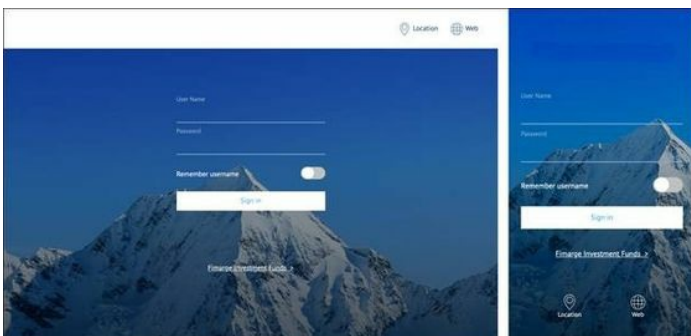 Location Web
User Name
Password
Remember username
Sign in
Fimarge Investment Funds >
User Name
Password
Remember username
Sign in
Fimarge Investment Funds >
Location Web